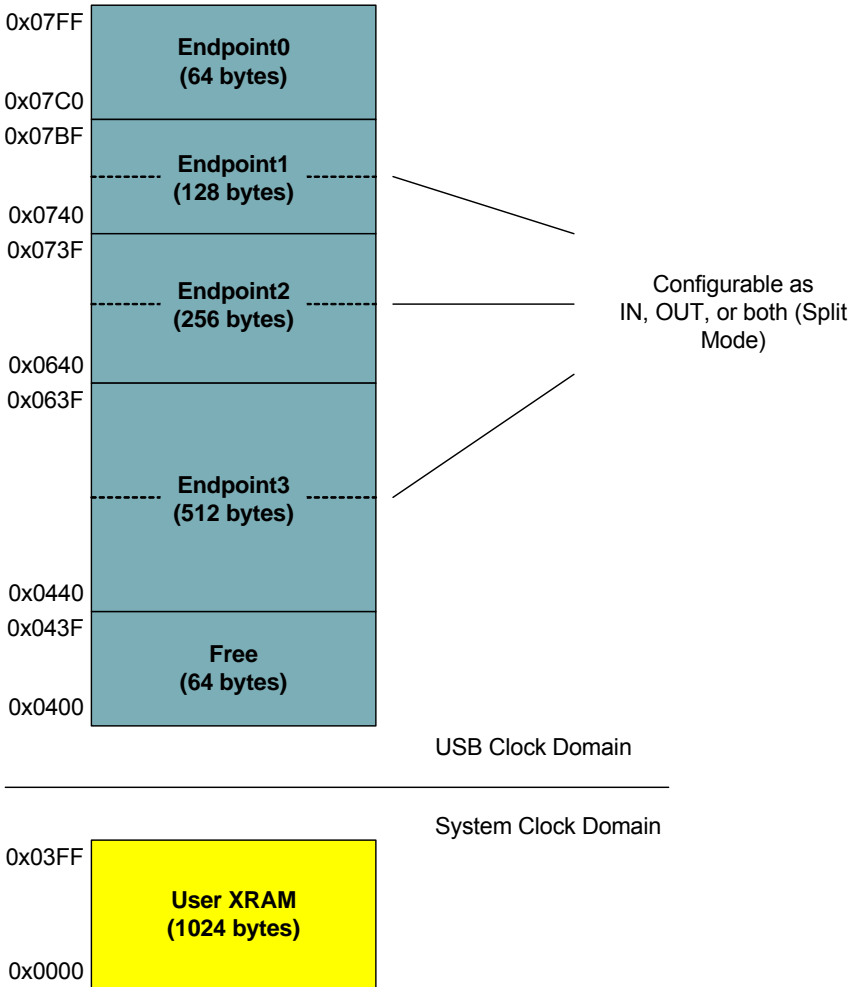 0x07FF
Endpoint0
(64 bytes)
0x07C0
0x07BF
Endpoint1
(128 bytes)
0x0740
0x073F
Endpoint2
(256 bytes)
0x0640
0x063F
Endpoint3
(512 bytes)
0x0440
0x043F
Free
(64 bytes)
0x0400
Configurable as
IN, OUT, or both (Split
Mode)
USB Clock Domain
System Clock Domain
0x03FF
User XRAM
(1024 bytes)
0x0000